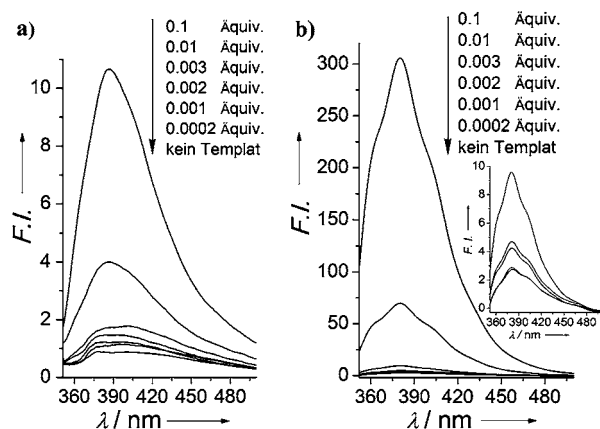 a)
0.1 Äquiv.
0.01 Äquiv.
0.003 Äquiv.
0.002 Äquiv.
0.001 Äquiv.
0.0002 Äquiv.
kein Templat
F.I.
10
8
6
4
2
0
360 390 420 450 480
λ / nm
b)
0.1 Äquiv.
0.01 Äquiv.
0.003 Äquiv.
0.002 Äquiv.
0.001 Äquiv.
0.0002 Äquiv.
kein Templat
F.I.
300
250
200
150
100
50
0
360 390 420 450 480
λ / nm
F.I.
10
8
6
4
2
0
360 390 420 450 480
λ / nm